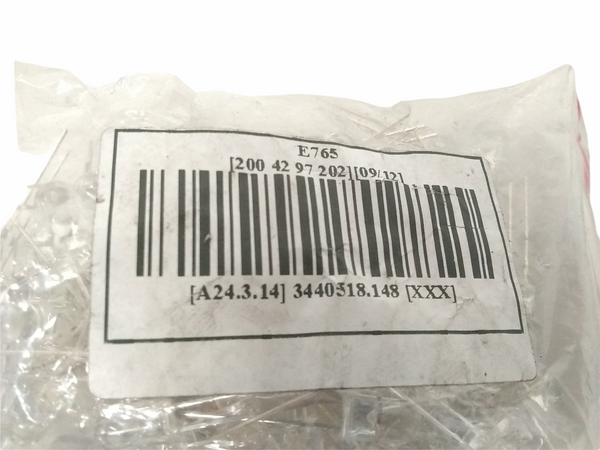 E765
[200 42 97 202][09/12]
[A24.3.14] 3440518.148 [XXX]